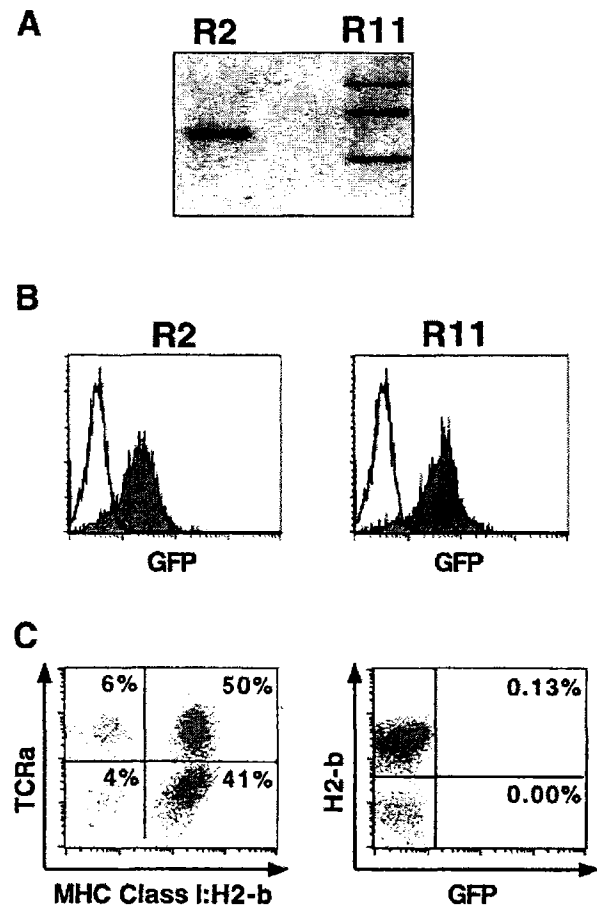 A
R2 R11
B
R2 R11
GFP GFP
C
6% 50%
4% 41%
TCRa
MHC Class I:H2-b
0.13%
0.00%
H2-b
GFP